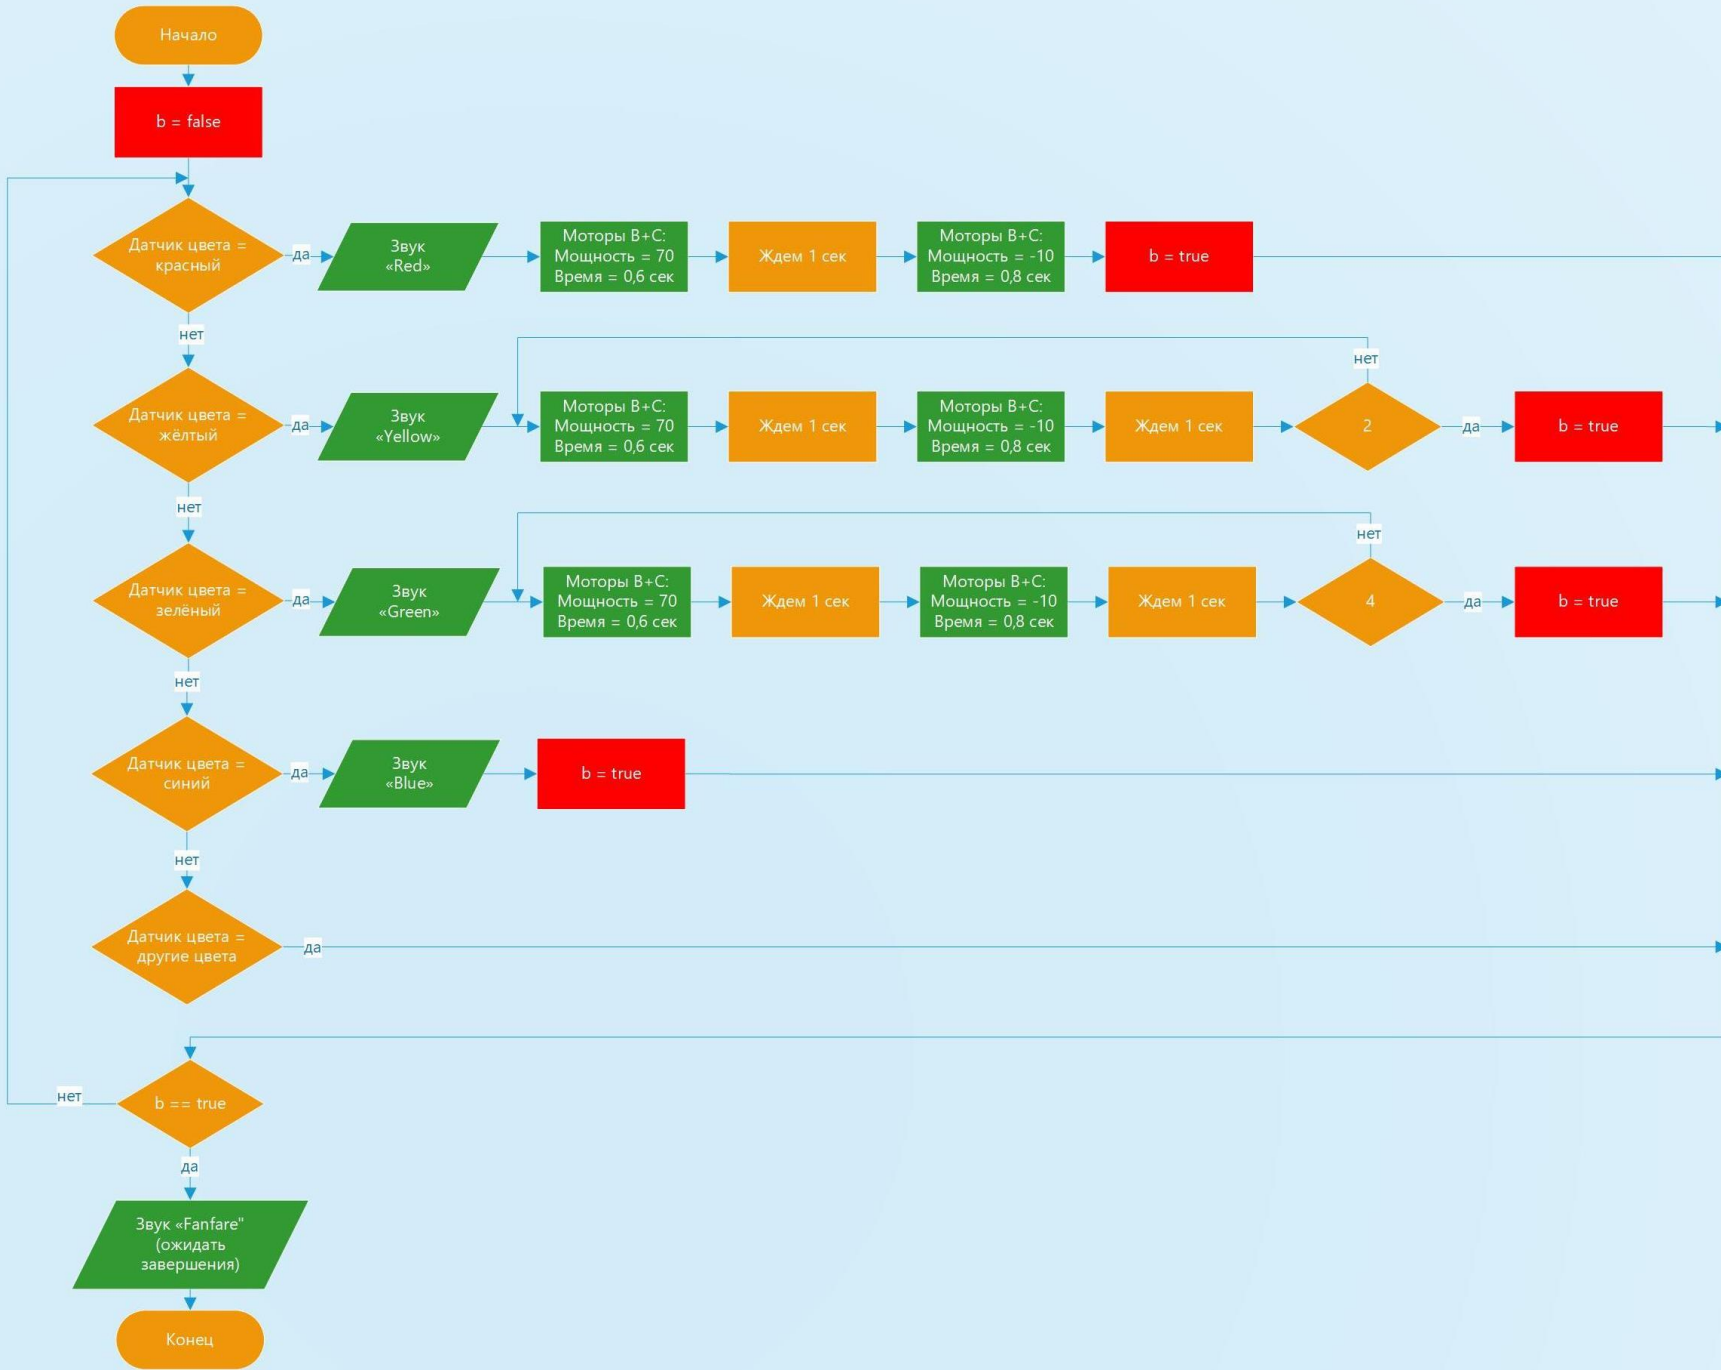 Начало
b = false
Датчик цвета =
красный
да
Звук
«Red»
Моторы B+C:
Мощность = 70
Время = 0,6 сек
Ждем 1 сек
Моторы B+C:
Мощность = -10
Время = 0,8 сек
b = true
нет
нет
Датчик цвета =
жёлтый
да
Звук
«Yellow»
Моторы B+C:
Мощность = 70
Время = 0,6 сек
Ждем 1 сек
Моторы B+C:
Мощность = -10
Время = 0,8 сек
Ждем 1 сек
2
да
b = true
нет
нет
Датчик цвета =
зелёный
да
Звук
«Green»
Моторы B+C:
Мощность = 70
Время = 0,6 сек
Ждем 1 сек
Моторы B+C:
Мощность = -10
Время = 0,8 сек
Ждем 1 сек
4
да
b = true
нет
Датчик цвета =
синий
да
Звук
«Blue»
b = true
нет
Датчик цвета =
другие цвета
да
нет
b == true
да
Звук «Fanfare"
(ожидать
завершения)
Конец